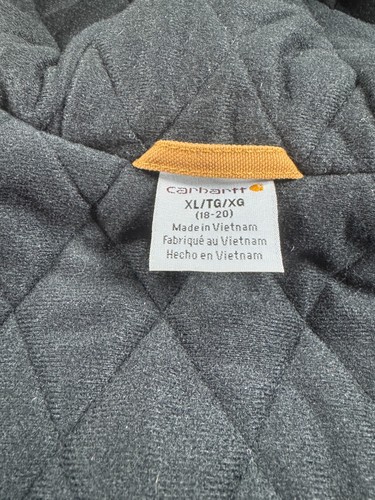 carhartt
XL/TG/XG
(18-20)
Made in Vietnam
Fabriqué au Vietnam
Hecho en Vietnam